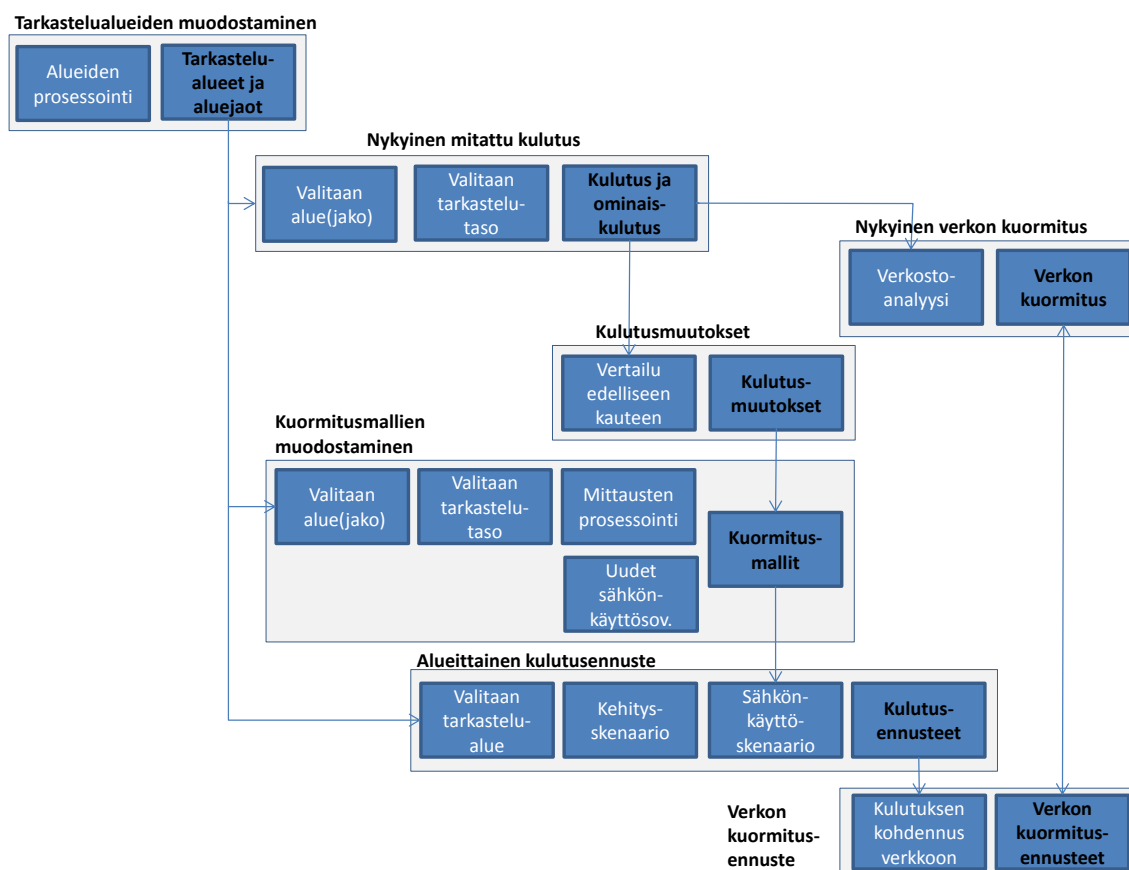 Tarkastelualueiden muodostaminen
Alueiden
prosessointi
Tarkastelu-
alueet ja
aluejaot
Nykyinen mitattu kulutus
Valitaan
alue(jako)
Valitaan
tarkastelu-
taso
Kulutus ja
ominais-
kulutus
Nykyinen verkon kuormitus
Verkosto-
analyysi
Verkon
kuormitus
Kulutusmuutokset
Vertailu
edelliseen
kauteen
Kulutus-
muutokset
Kuormitusmallien
muodostaminen
Valitaan
alue(jako)
Valitaan
tarkastelu-
taso
Mittausten
prosessointi
Uudet
sähkön-
käyttösov.
Kuormitus-
mallit
Alueittainen kulutusennuste
Valitaan
tarkastelu-
alue
Kehitys-
skenaario
Sähkön-
käyttö-
skenaario
Kulutus-
ennusteet
Verkon
kuormitus-
ennuste
Kulutuksen
kohdennus
verkkoon
Verkon
kuormitus-
ennusteet